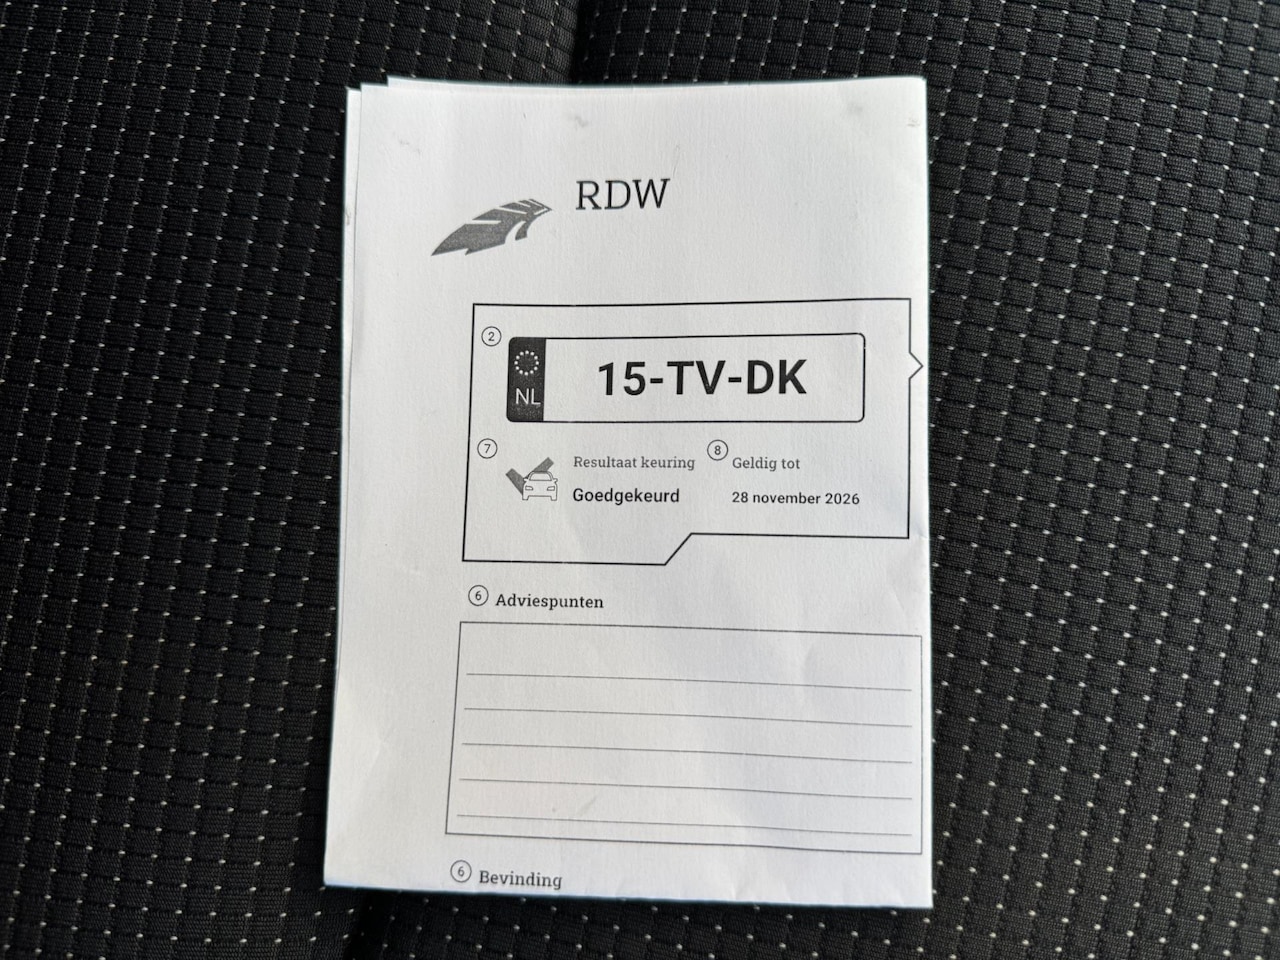 RDW
2
NL
15-TV-DK
7
Resultaat keuring
Goedgekeurd
8
Geldig tot
28 november 2026
6 Adviespunten
6 Bevinding